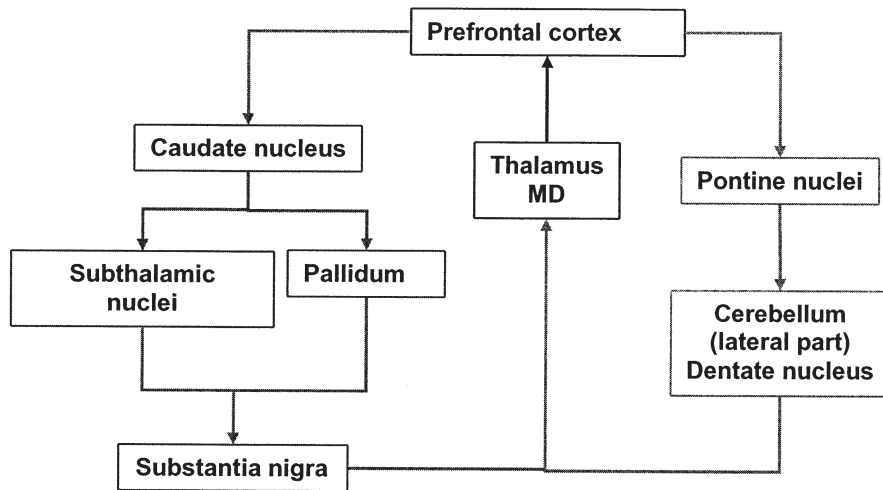 Prefrontal cortex
Caudate nucleus
Thalamus
MD
Pontine nuclei
Subthalamic
nuclei
Pallidum
Cerebellum
(lateral part)
Dentate nucleus
Substantia nigra